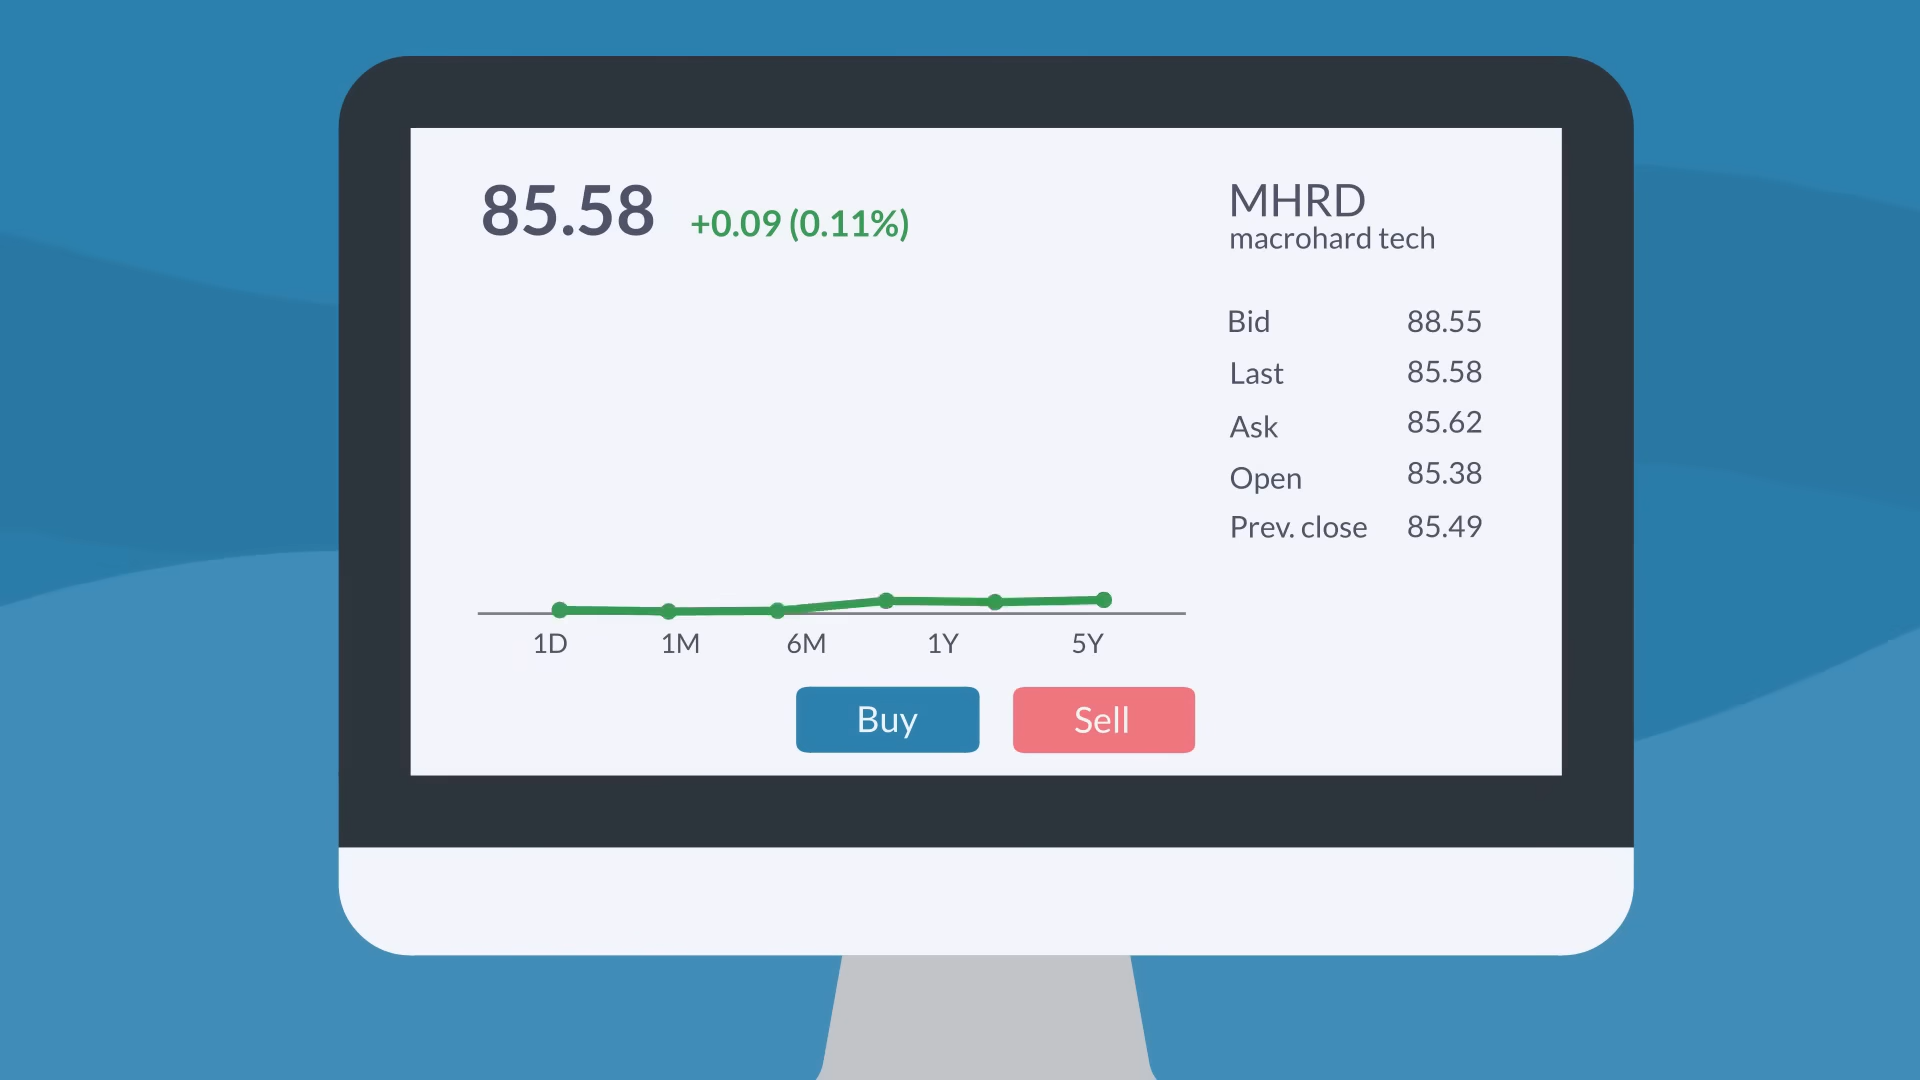 85.58 +0.09 (0.11%)
MHRD
macrohard tech
Bid 88.55
Last 85.58
Ask 85.62
Open 85.38
Prev. close 85.49
1D 1M 6M 1Y 5Y
Buy Sell